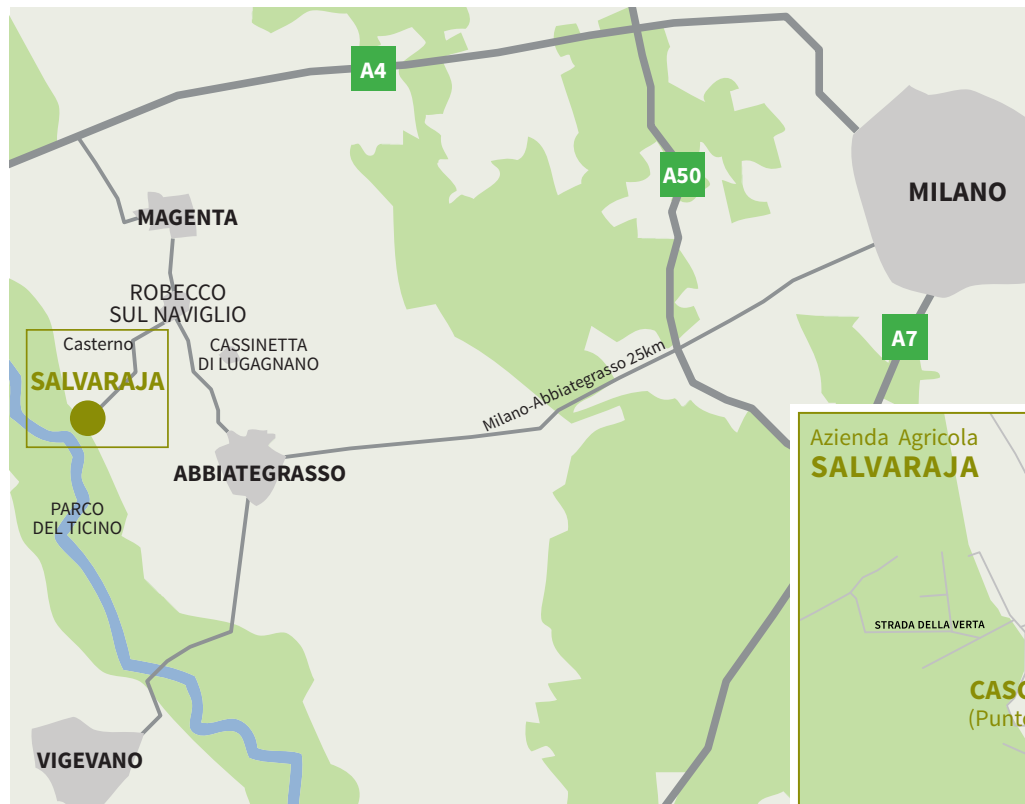 A4
A50
MILANO
MAGENTA
ROBECCO
SUL NAVIGLIO
CASSINETTA
DI LUGAGNANO
Casterno
SALVARAJA
A7
Milano-Abbiategrasso 25km
ABBIATEGRASSO
PARCO
DEL TICINO
VIGEVANO
Azienda Agricola
SALVARAJA
STRADA DELLA VERTA